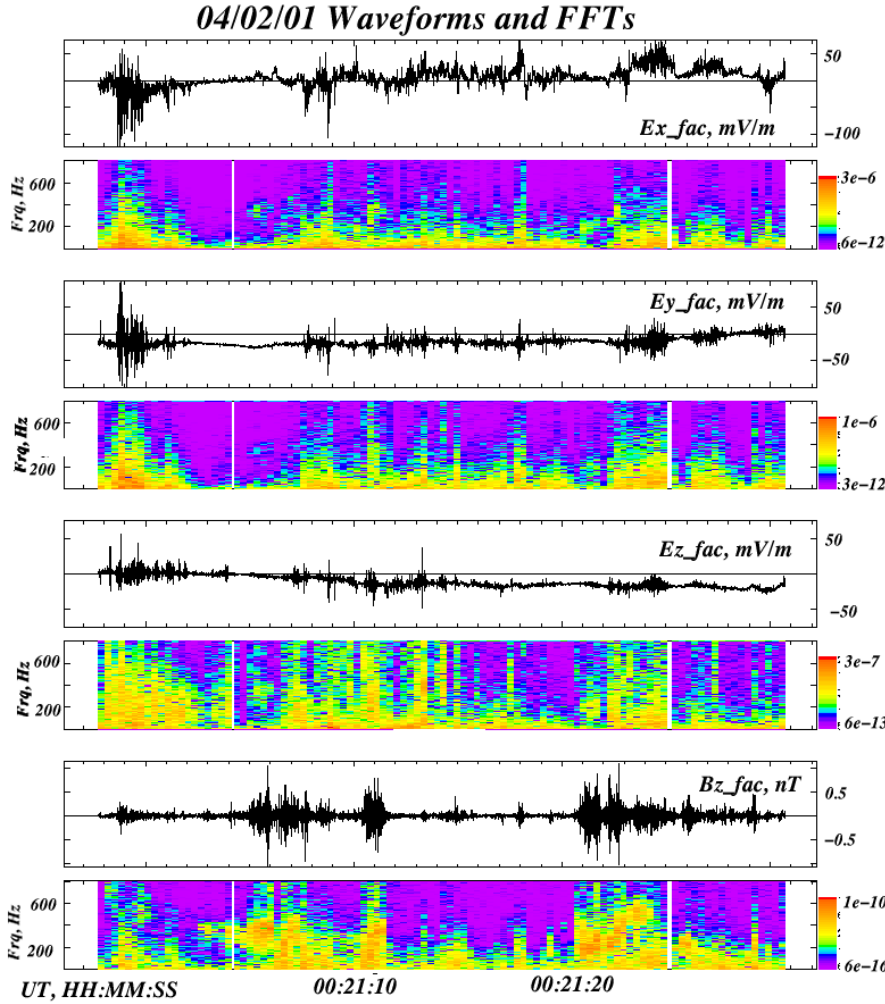 04/02/01 Waveforms and FFTs
50
Ex_fac, mV/m
-100
Frq, Hz
600
200
3e-6
6e-12
Ey_fac, mV/m
50
-50
Frq, Hz
600
200
1e-6
3e-12
Ez_fac, mV/m
50
-50
Frq, Hz
600
200
3e-7
6e-13
Bz_fac, nT
0.5
-0.5
Frq, Hz
600
200
1e-10
6e-16
UT, HH:MM:SS 00:21:10 00:21:20